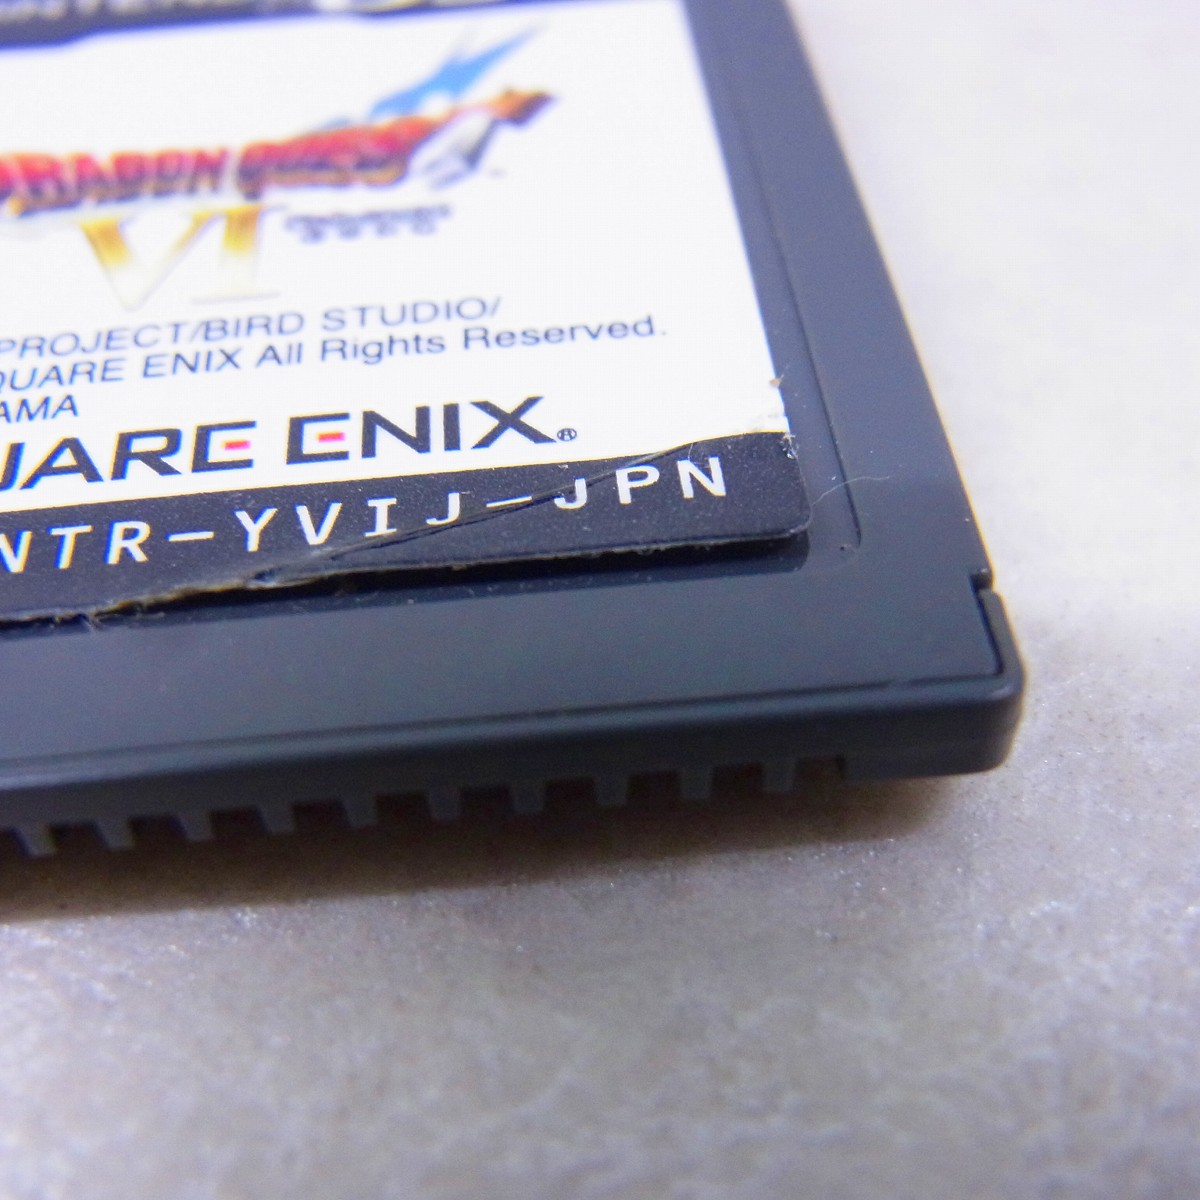 DRAGON QUEST
VI
PROJECT/BIRD STUDIO/
QUARE ENIX All Rights Reserved.
AMA
UARE ENIX®
NTR-YVIJ-JPN